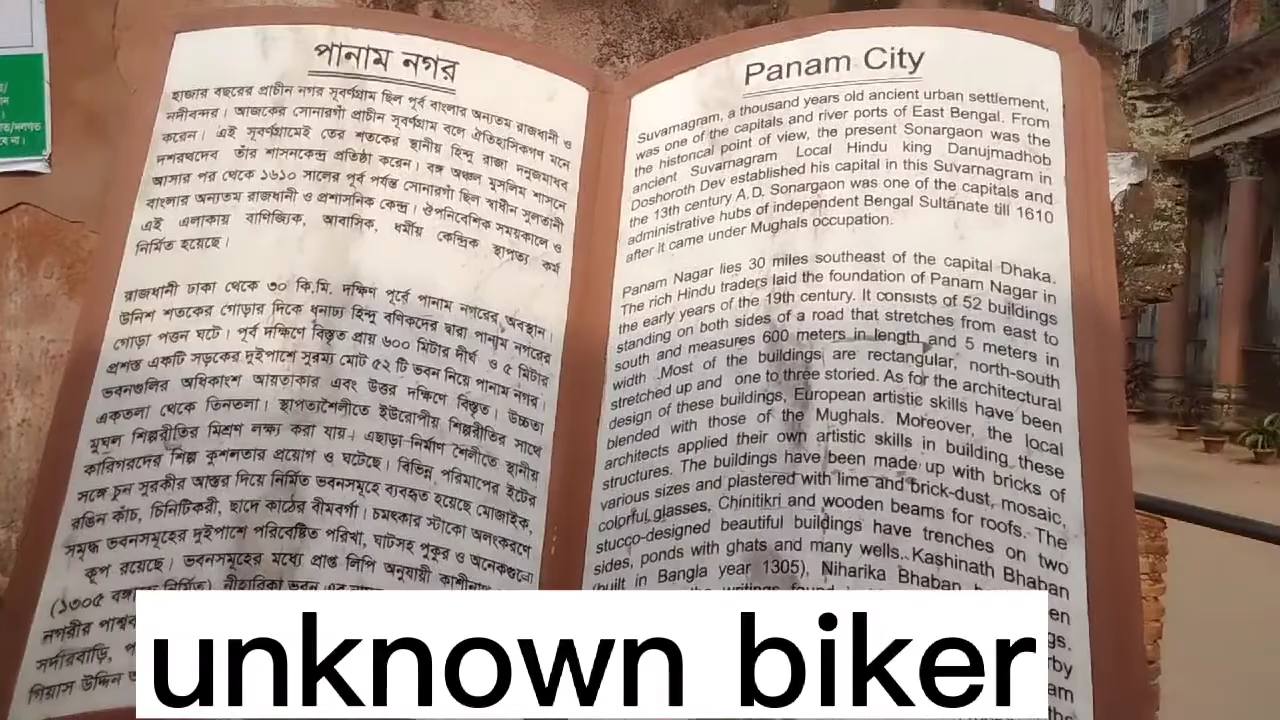 পানাম নগর
হাজার বছরের প্রাচীন নগর সুবর্ণগ্রাম ছিল পূর্ব বাংলার অন্যতম রাজধানী ও
নদীবন্দর। আজকের সোনারগাঁ প্রাচীন সুবর্ণগ্রাম বলে ঐতিহাসিকগণ মনে
করেন। এই সুবর্ণগ্রামেই তের শতকের স্থানীয় হিন্দু রাজা দনুজমাধব
দশরথদেব তাঁর শাসনকেন্দ্র প্রতিষ্ঠা করেন। বঙ্গ অঞ্চল মুসলিম শাসনে
আসার পর থেকে ১৬১০ সালের পূর্ব পর্যন্ত সোনারগাঁ ছিল স্বাধীন সুলতানী
বাংলার অন্যতম রাজধানী ও প্রশাসনিক কেন্দ্র। ঔপনিবেশিক সময়কালে ও
এই এলাকায় বাণিজ্যিক, আবাসিক, ধর্মীয় কেন্দ্রিক স্থাপত্য কর্ম
নির্মিত হয়েছে।
রাজধানী ঢাকা থেকে ৩০ কি.মি. দক্ষিণ পূর্বে পানাম নগরের অবস্থান।
উনিশ শতকের গোড়ার দিকে ধনাঢ্য হিন্দু বণিকদের দ্বারা পানাম নগরের
গোড়া পত্তন ঘটে। পূর্ব দক্ষিণে বিস্তৃত প্রায় ৬০০ মিটার দীর্ঘ ও ৫ মিটার
প্রশস্ত একটি সড়কের দুইপাশে সুরম্য মোট ৫২ টি ভবন নিয়ে পানাম নগর।
ভবনগুলির অধিকাংশ আয়তাকার এবং উত্তর দক্ষিণে বিস্তৃত। উচ্চতা
একতলা থেকে তিনতলা। স্থাপত্যশৈলীতে ইউরোপীয় শিল্পরীতির সাথে
মুঘল শিল্পরীতির মিশ্রণ লক্ষ্য করা যায়। এছাড়া নির্মাণ শৈলীতে স্থানীয়
কারিগরদের শিল্প কুশলতার প্রয়োগ ও ঘটেছে। বিভিন্ন পরিমাপের ইটের
সঙ্গে চুন সুরকীর আস্তর দিয়ে নির্মিত ভবনসমূহে ব্যবহৃত হয়েছে মোজাইক,
রঙিন কাঁচ, চিনিটিকরী, ছাদে কাঠের বীমবর্গা। চমৎকার স্টাকো অলংকরণে
সমৃদ্ধ ভবনসমূহের দুইপাশে পরিবেষ্টিত পরিখা, ঘাটসহ পুকুর ও অনেকগুলো
কূপ রয়েছে। ভবনসমূহের মধ্যে প্রাপ্ত লিপি অনুযায়ী
(১৩০৫ নির্মিত) নীহারিকা ভবন
নগরীর
সর্দারবাড়ি,
গিয়াস উদ্দিন
Panam City
Suvarnagram, a thousand years old ancient urban settlement,
was one of the capitals and river ports of East Bengal. From
the historical point of view, the present Sonargaon was the
ancient Suvarnagram Local Hindu king Danujmadhob
Doshoroth Dev established his capital in this Suvarnagram in
the 13th century A.D. Sonargaon was one of the capitals and
administrative hubs of independent Bengal Sultanate till 1610
after It came under Mughals occupation.
Panam Nagar lies 30 miles southeast of the capital Dhaka.
The rich Hindu traders laid the foundation of Panam Nagar in
the early years of the 19th century. It consists of 52 buildings
standing on both sides of a road that stretches from east to
south and measures 600 meters in length and 5 meters in
width .Most of the buildings are rectangular, north-south
stretched up and one to three storied. As for the architectural
design of these buildings, European artistic skills have been
blended with those of the Mughals. Moreover, the local
architects applied their own artistic skills in building these
structures. The buildings have been made up with bricks of
various sizes and plastered with lime and brick-dust, mosaic,
colorful glasses, Chinitikri and wooden beams for roofs. The
stucco-designed beautiful buildings have trenches on two
sides, ponds with ghats and many wells. Kashinath Bhaban
(built in Bangla year 1305), Niharika Bhaban
unknown biker